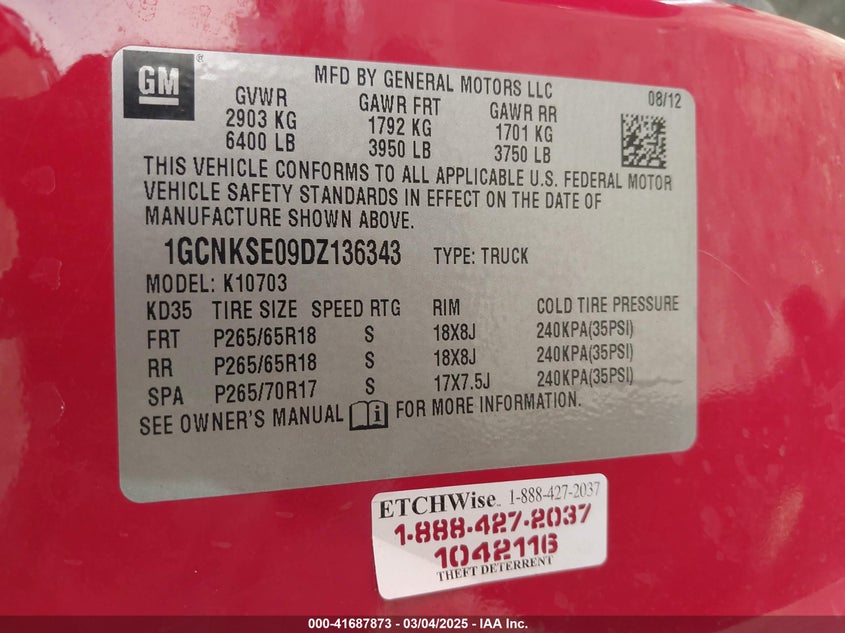 GM
MFD BY GENERAL MOTORS LLC
08/12
GVWR GAWR FRT GAWR RR
2903 KG 1792 KG 1701 KG
6400 LB 3950 LB 3750 LB
THIS VEHICLE CONFORMS TO ALL APPLICABLE U.S. FEDERAL MOTOR
VEHICLE SAFETY STANDARDS IN EFFECT ON THE DATE OF
MANUFACTURE SHOWN ABOVE.
1GCNKSE09DZ136343 TYPE: TRUCK
MODEL: K10703
KD35 TIRE SIZE SPEED RTG RIM COLD TIRE PRESSURE
FRT P265/65R18 S 18X8J 240KPA(35PSI)
RR P265/65R18 S 18X8J 240KPA(35PSI)
SPA P265/70R17 S 17X7.5J 240KPA(35PSI)
SEE OWNER'S MANUAL FOR MORE INFORMATION.
ETCHWise™ 1-888-427-2037
1-888-427-2037
1042116
THEFT DETERRENT
000-41687873 — 03/04/2025 — IAA Inc.